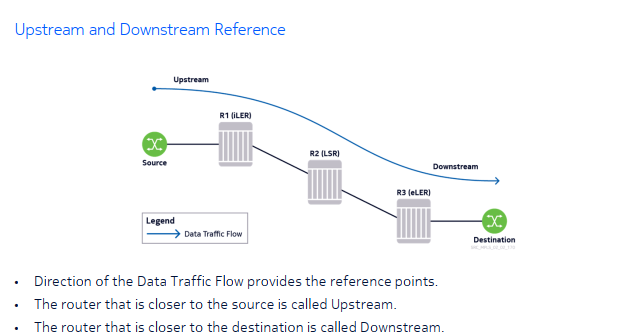 Upstream and Downstream Reference
Upstream
R1 (iLER)
R2 (LSR)
Source
Downstream
R3 (eLER)
Legend
Data Traffic Flow
Destination
• Direction of the Data Traffic Flow provides the reference points.
• The router that is closer to the source is called Upstream.
• The router that is closer to the destination is called Downstream.